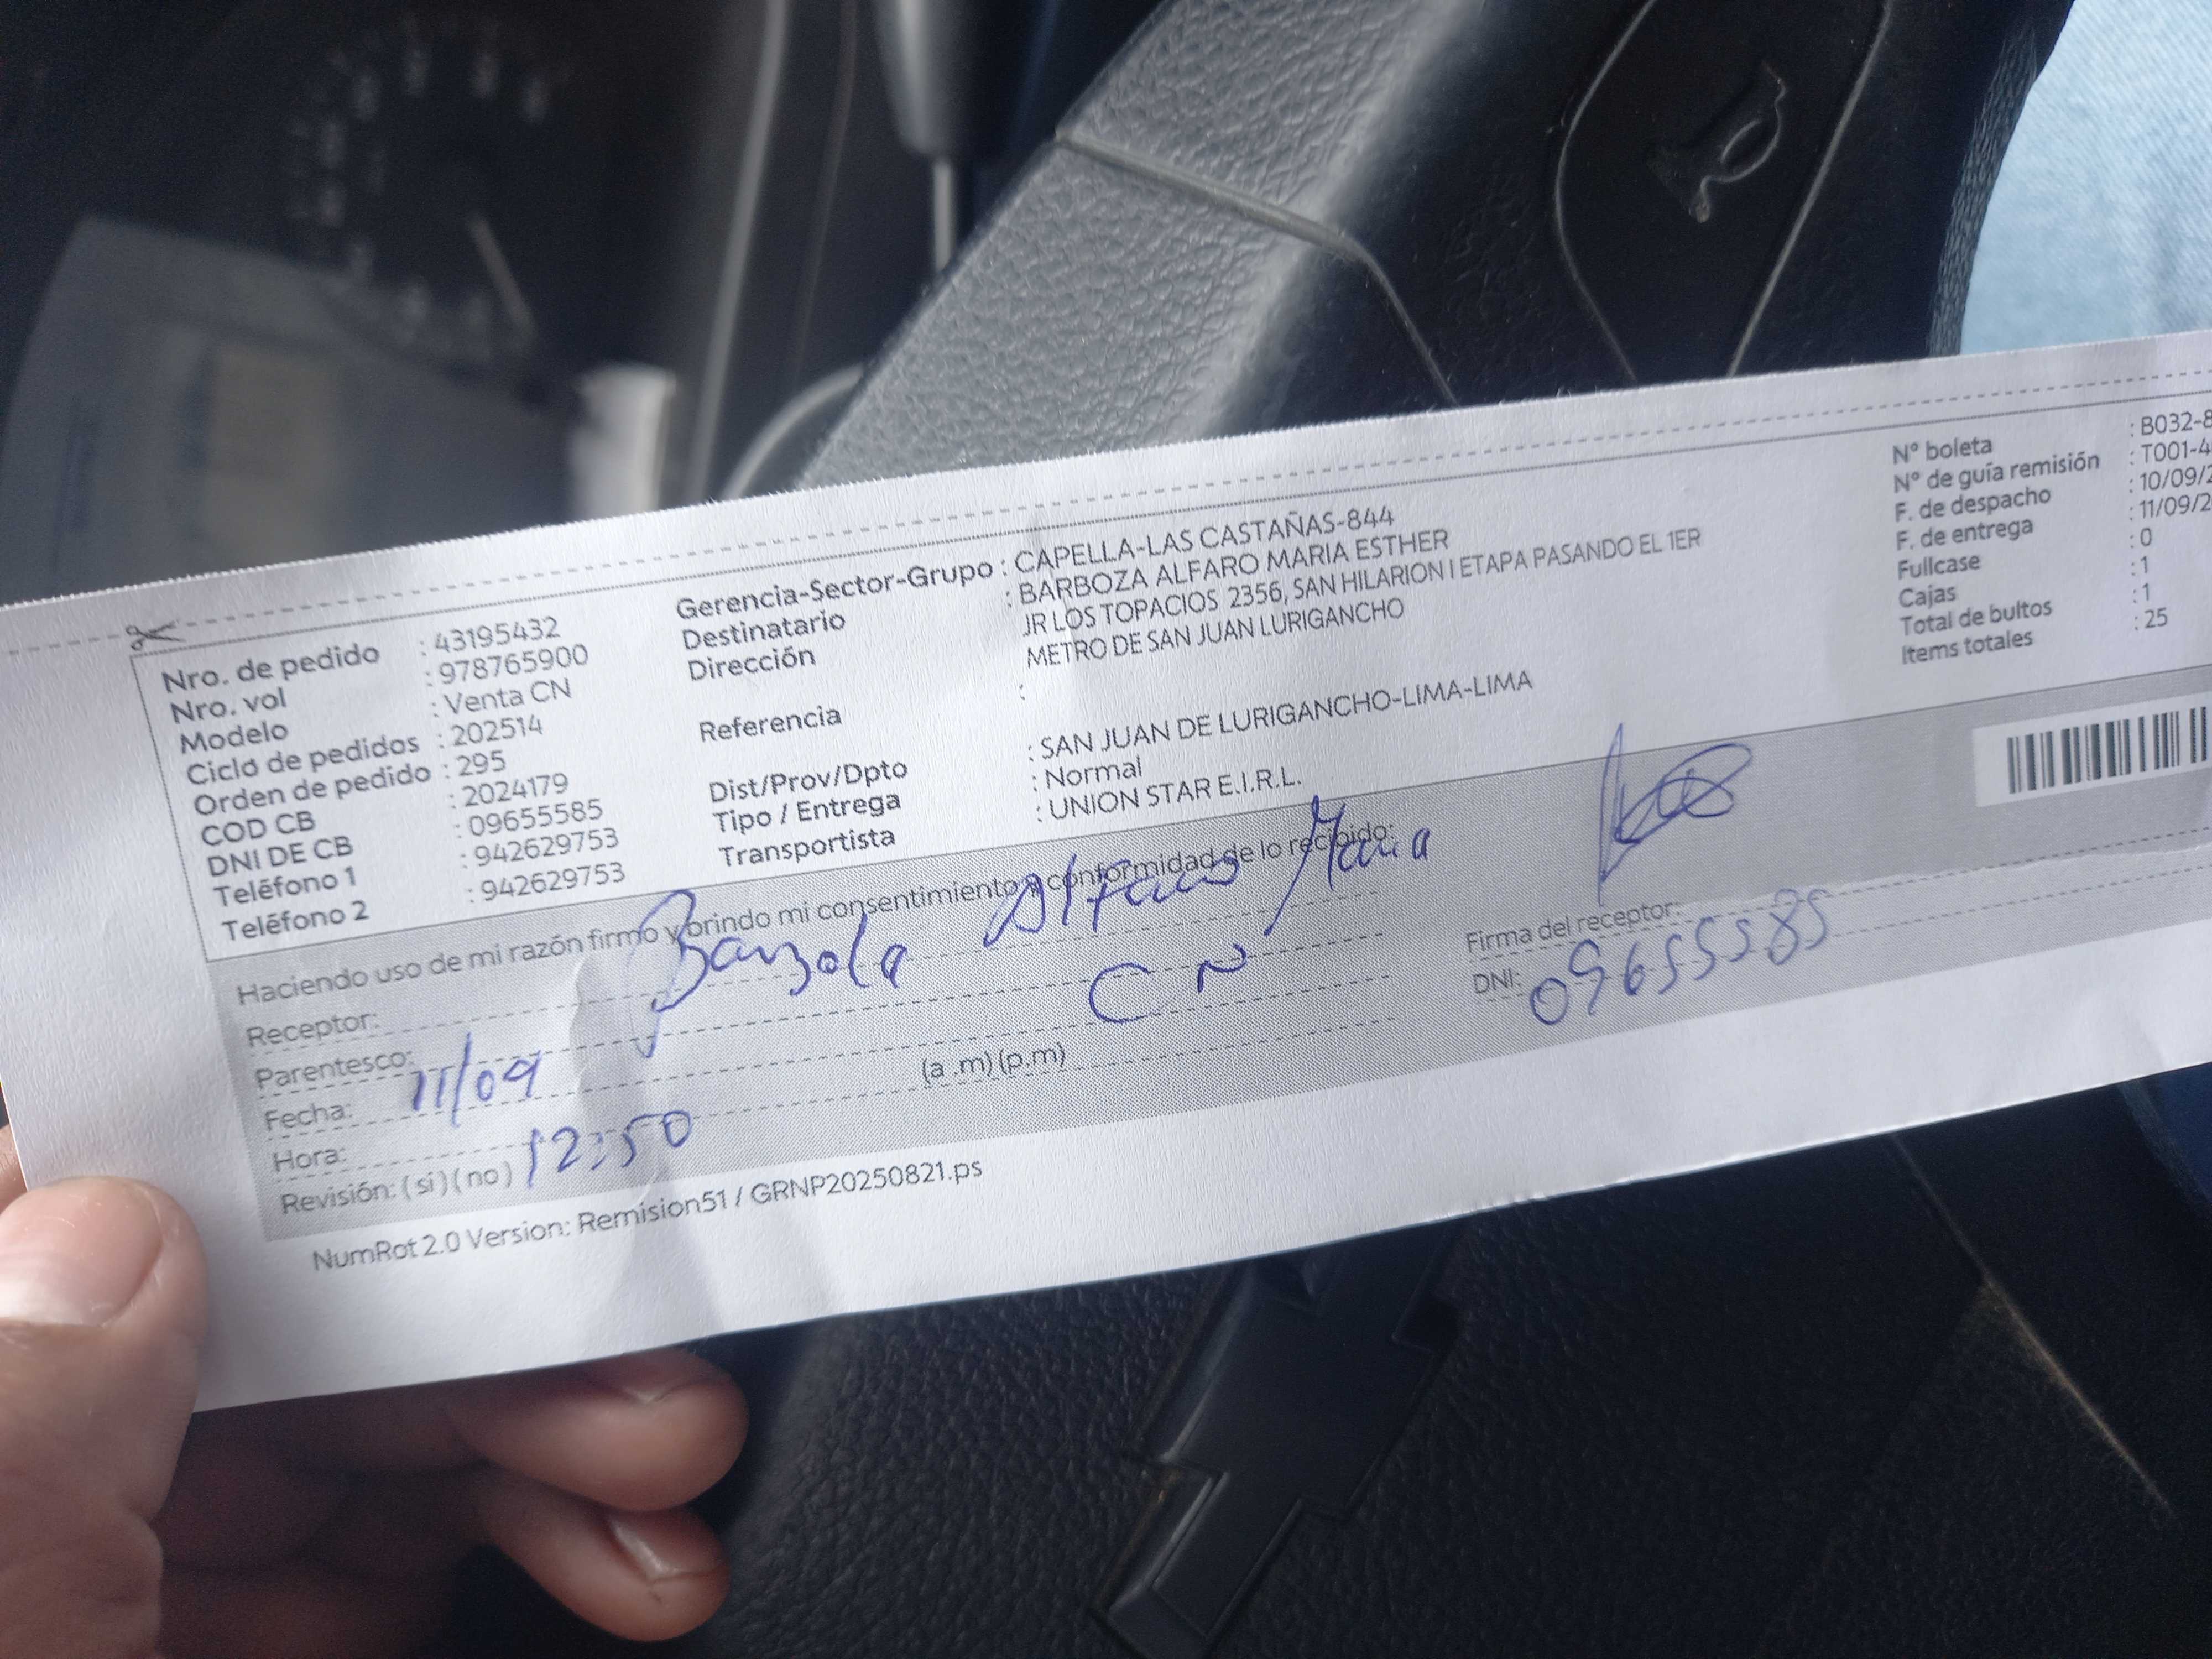 Nro. de pedido : 43195432
Nro. vol : 978765900
Modelo : Venta CN
Ciclo de pedidos : 202514
Orden de pedido : 295
COD CB : 2024179
DNI DE CB : 09655585
Teléfono 1 : 942629753
Teléfono 2 : 942629753
Gerencia-Sector-Grupo : CAPELLA-LAS CASTAÑAS-844
Destinatario : BARBOZA ALFARO MARIA ESTHER
Dirección JR LOS TOPACIOS 2356, SAN HILARION I ETAPA PASANDO EL 1ER
METRO DE SAN JUAN LURIGANCHO
Referencia :
Dist/Prov/Dpto : SAN JUAN DE LURIGANCHO-LIMA-LIMA
Tipo / Entrega : Normal
Transportista : UNION STAR E.I.R.L.
N° boleta : B032-8
N° de guía remisión : T001-4
F. de despacho : 10/09/2
F. de entrega : 11/09/2
Fullcase : 0
Cajas : 1
Total de bultos : 1
Items totales : 25
Haciendo uso de mi razón firmo y brindo mi consentimiento y conformidad de lo recibido:
Receptor: Alfaro Maria
Parentesco: CN
Fecha: 11/09
Hora: 12:50 (a .m) (p.m)
Revisión: (si) (no)
Firma del receptor:
DNI: 09655585
NumRot 2.0 Version: Remision51 / GRNP20250821.ps